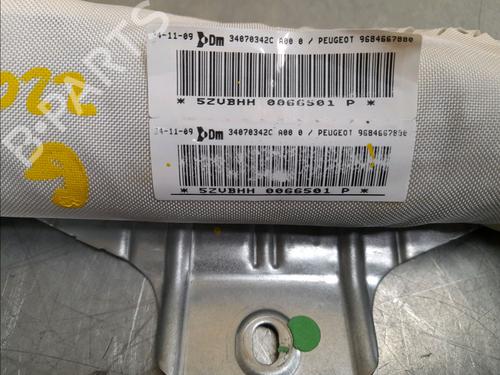 24-11-09 Dm 34070342C A00 0 / PEUGEOT 9684667880
* 5ZVBHH 0066501 P *
24-11-09 Dm 34070342C A00 0 / PEUGEOT 9684667880
* 5ZVBHH 0066501 P *
B-PARTS